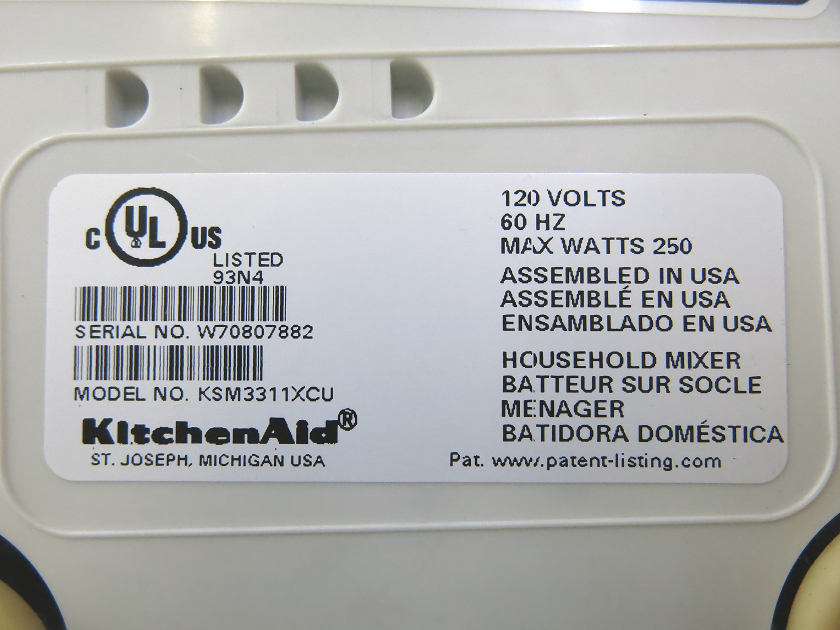 C UL US
LISTED
93N4
SERIAL NO. W70807882
MODEL NO. KSM3311XCU
KitchenAid®
ST. JOSEPH, MICHIGAN USA
120 VOLTS
60 HZ
MAX WATTS 250
ASSEMBLED IN USA
ASSEMBLÉ EN USA
ENSAMBLADO EN USA
HOUSEHOLD MIXER
BATTEUR SUR SOCLE
MENAGER
BATIDORA DOMÉSTICA
Pat. www.patent-listing.com